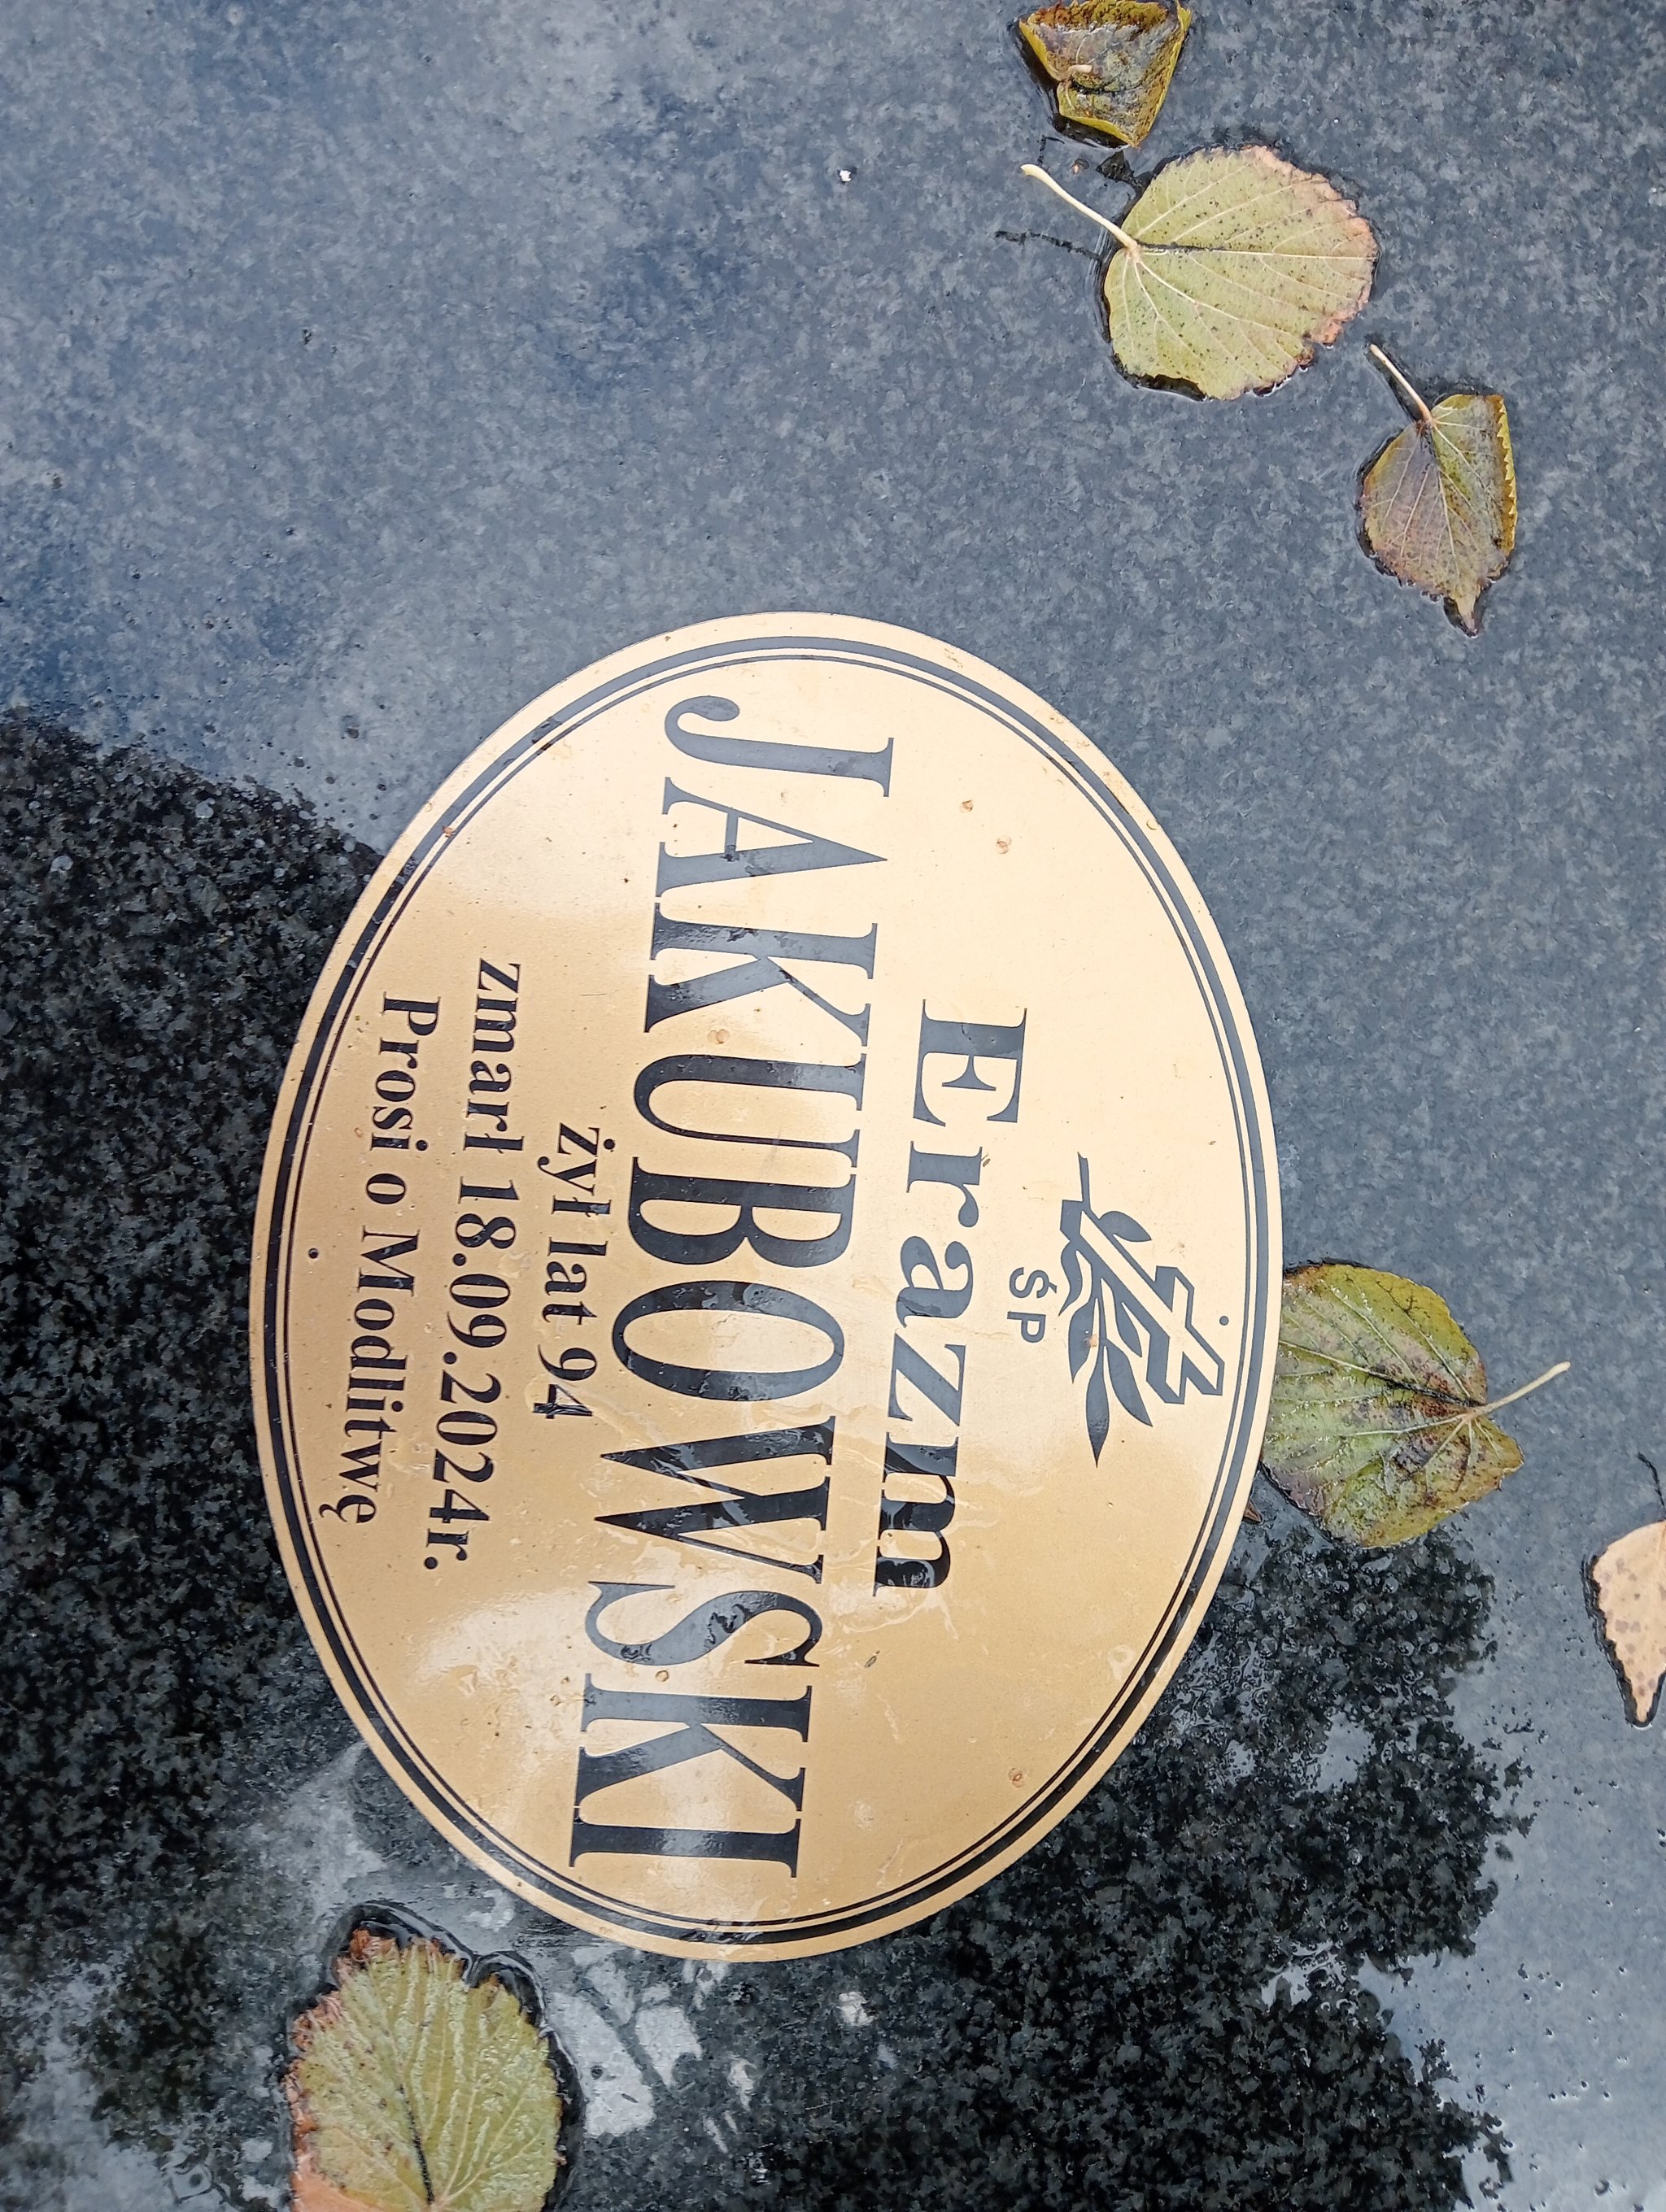 ŚP
Erazm
JAKUBOWSKI
żył lat 94
zmarł 18.09.2024r.
Prosi o Modlitwę